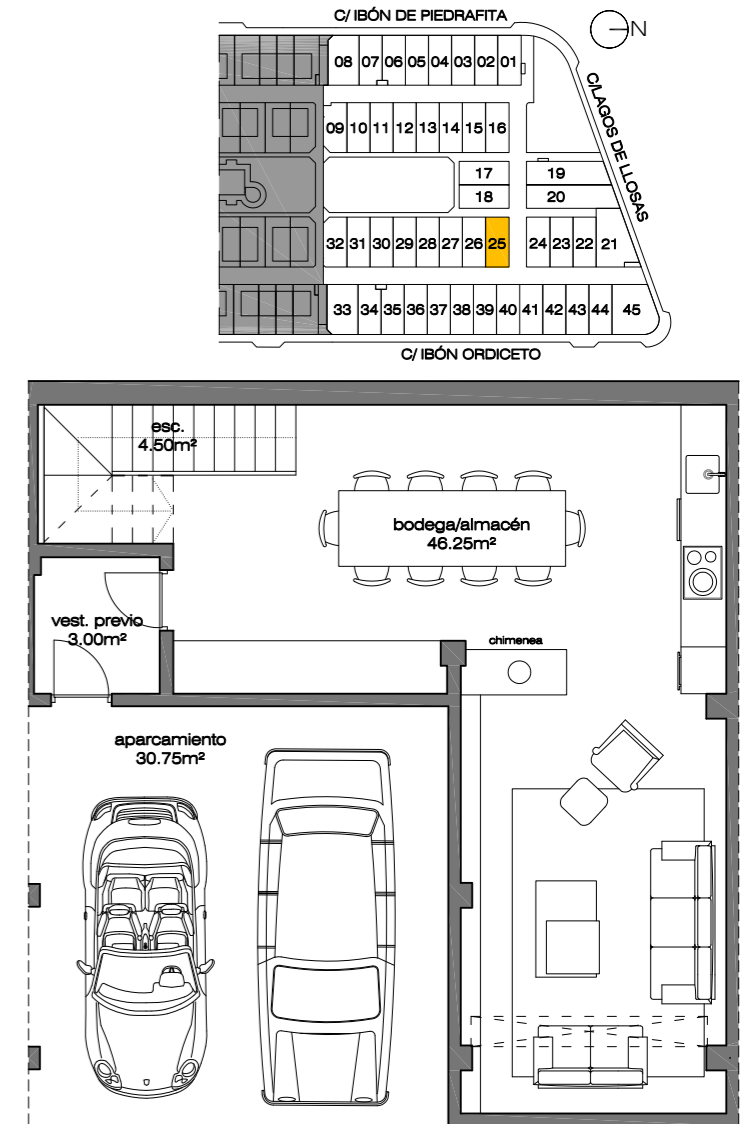 C/ IBÓN DE PIEDRAFITA
N
08 07 06 05 04 03 02 01
C/LAGOS DE LLOSAS
09 10 11 12 13 14 15 16
17 19
18 20
32 31 30 29 28 27 26 25 24 23 22 21
33 34 35 36 37 38 39 40 41 42 43 44 45
C/ IBÓN ORDICETO
esc.
4.50m²
bodega/almacén
46.25m²
vest. previo
3.00m²
chimenea
aparcamiento
30.75m²